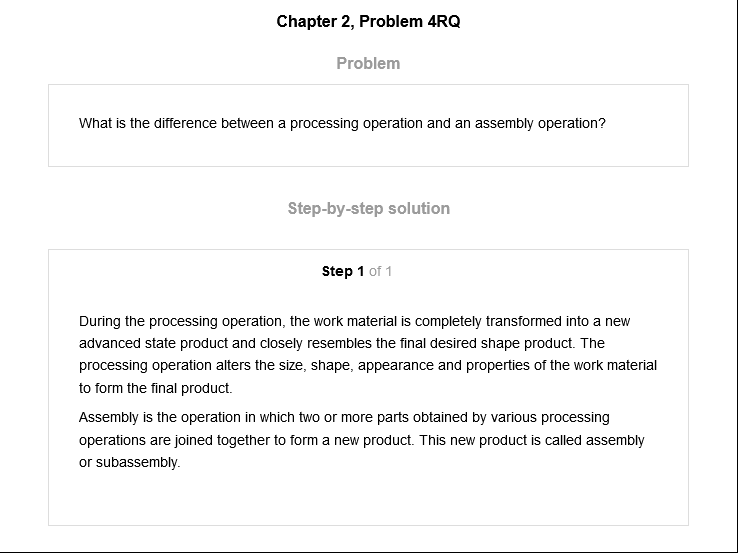 Chapter 2, Problem 4RQ
Problem
What is the difference between a processing operation and an assembly operation?
Step-by-step solution
Step 1 of 1
During the processing operation, the work material is completely transformed into a new
advanced state product and closely resembles the final desired shape product. The
processing operation alters the size, shape, appearance and properties of the work material
to form the final product.
Assembly is the operation in which two or more parts obtained by various processing
operations are joined together to form a new product. This new product is called assembly
or subassembly.